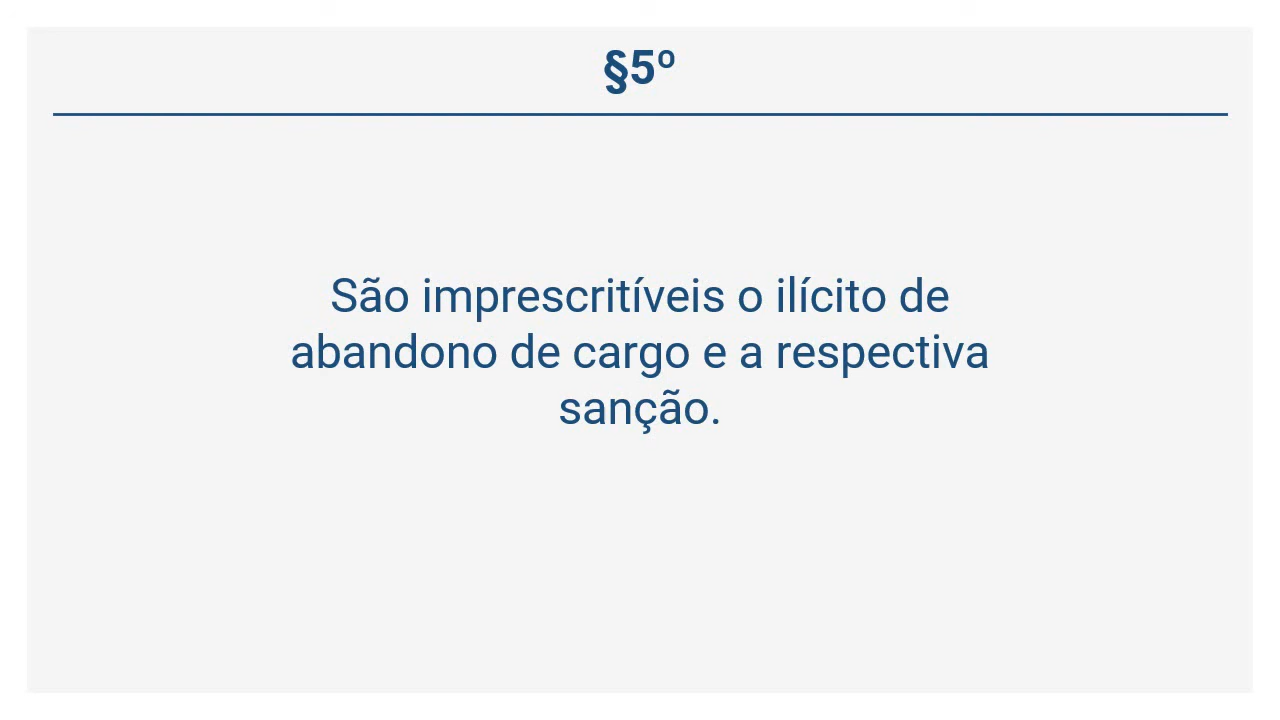 §5º
São imprescritíveis o ilícito de
abandono de cargo e a respectiva
sanção.